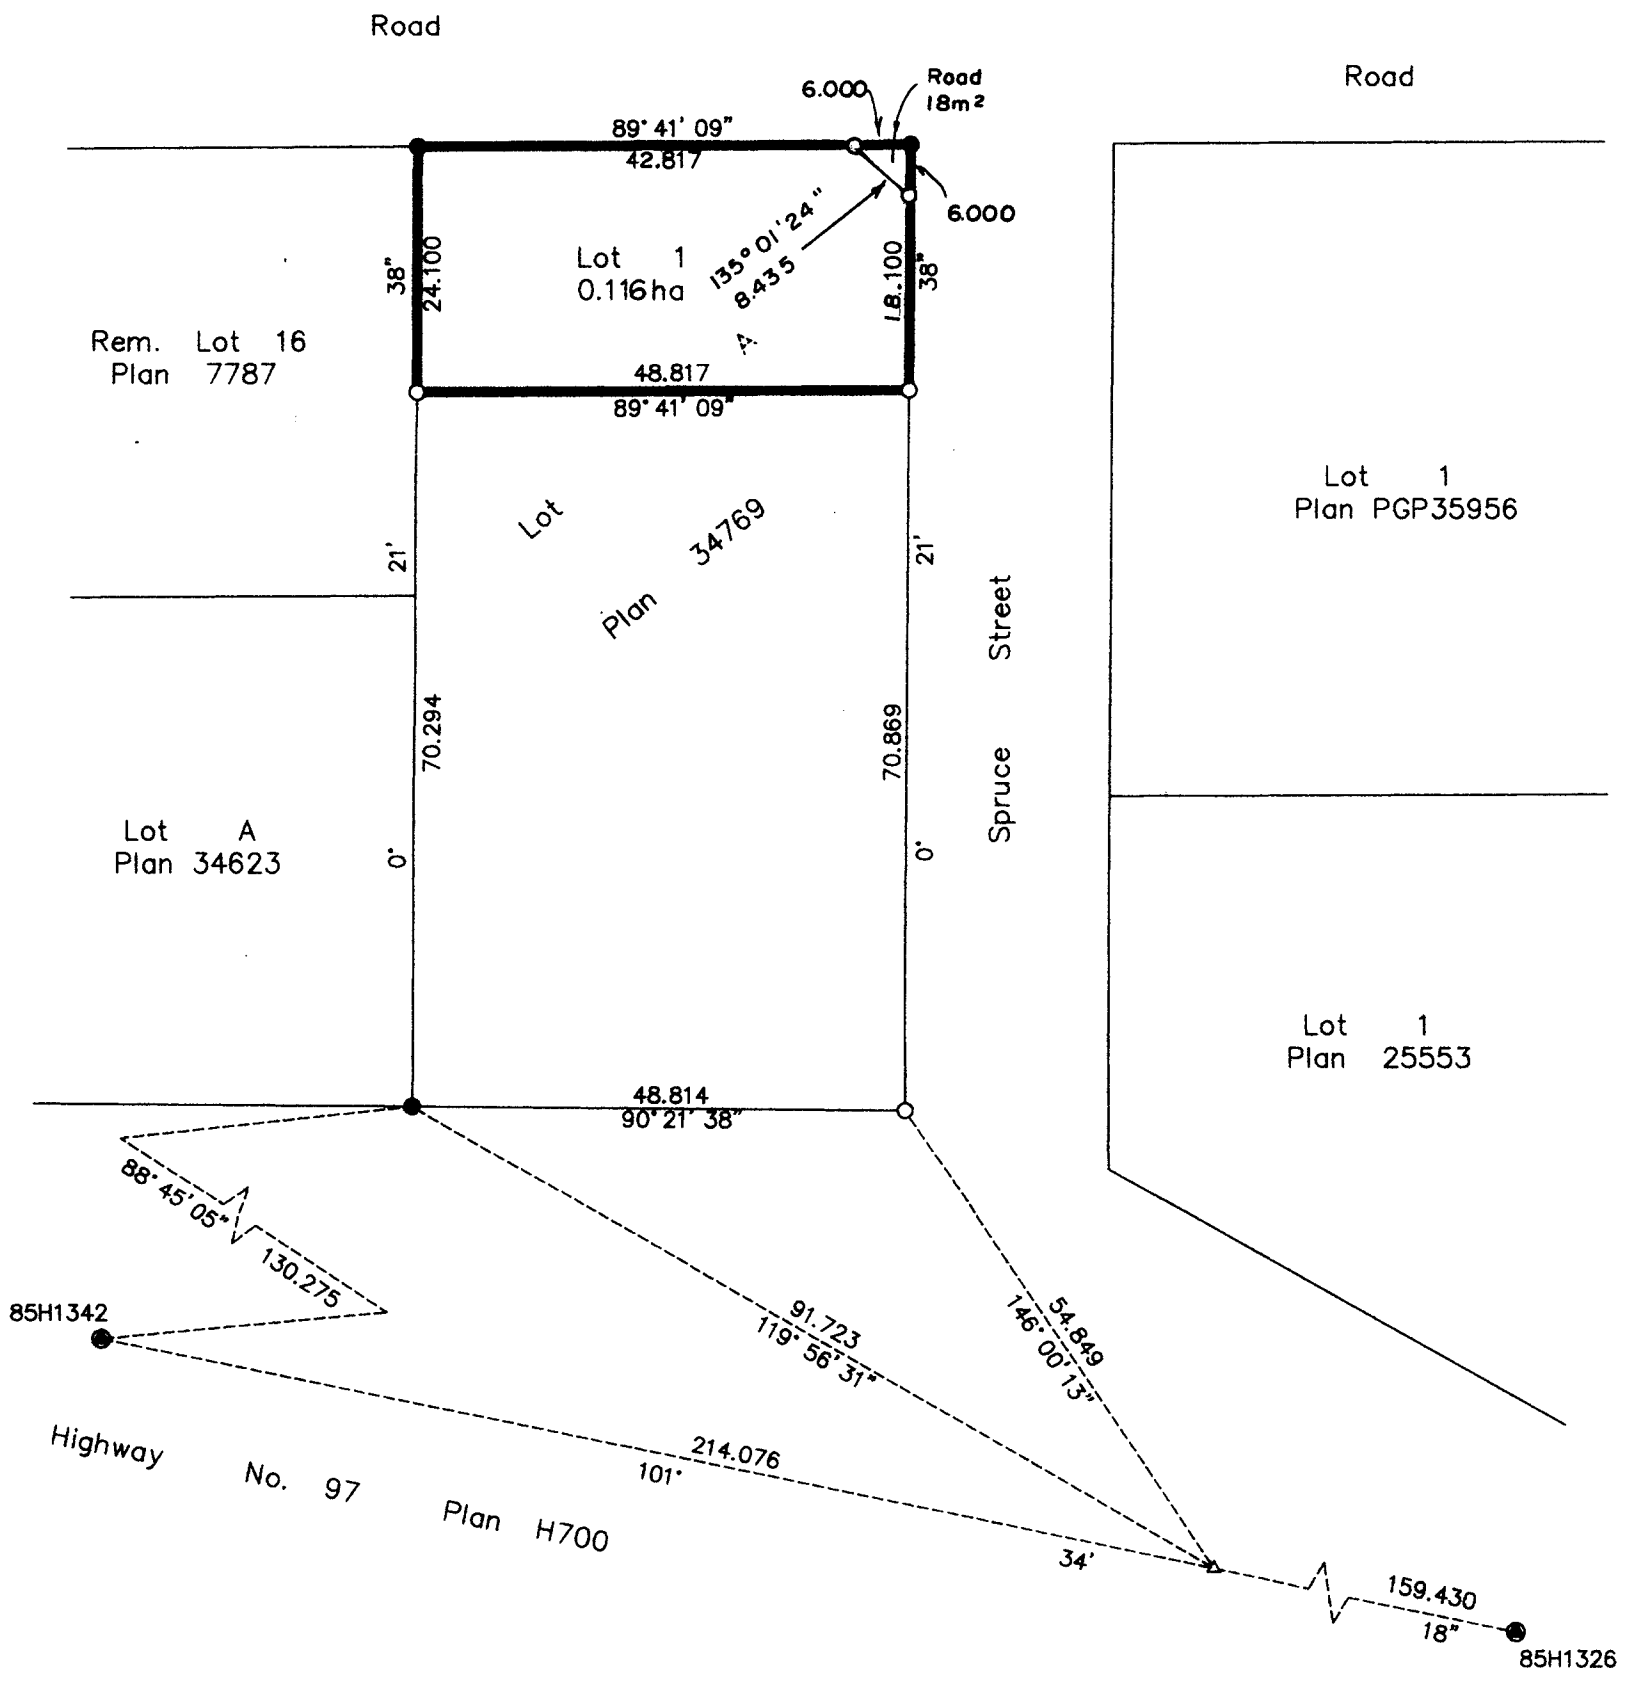 Road
Road
6.000
Road
18m²
89° 41' 09"
42.817
6.000
135° 01' 24"
8.435
Lot 1
0.116ha
38"
24.100
18.100
38"
A
Rem. Lot 16
Plan 7787
48.817
89° 41' 09"
Lot 1
Plan PGP35956
Lot
Plan 34769
21'
21'
70.294
70.869
Spruce Street
0°
0°
Lot A
Plan 34623
Lot 1
Plan 25553
48.814
90° 21' 38"
88° 45' 05"
130.275
85H1342
91.723
119° 56' 31"
54.849
146° 00' 13"
214.076
101°
34'
Highway No. 97 Plan H700
159.430
18"
85H1326